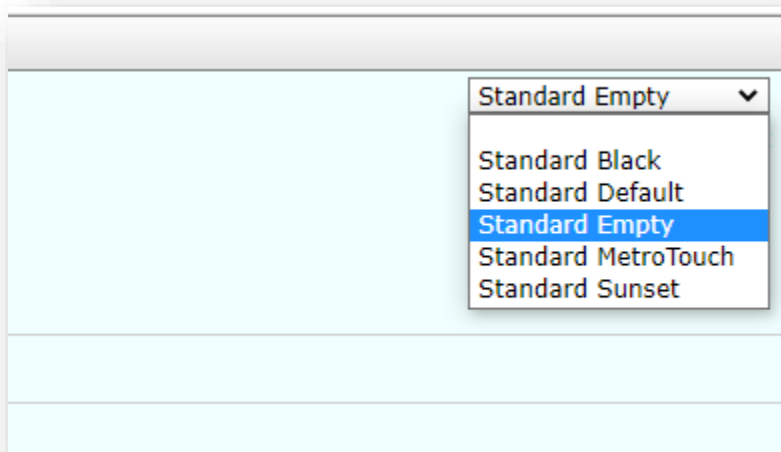 Standard Empty
Standard Black
Standard Default
Standard Empty
Standard MetroTouch
Standard Sunset